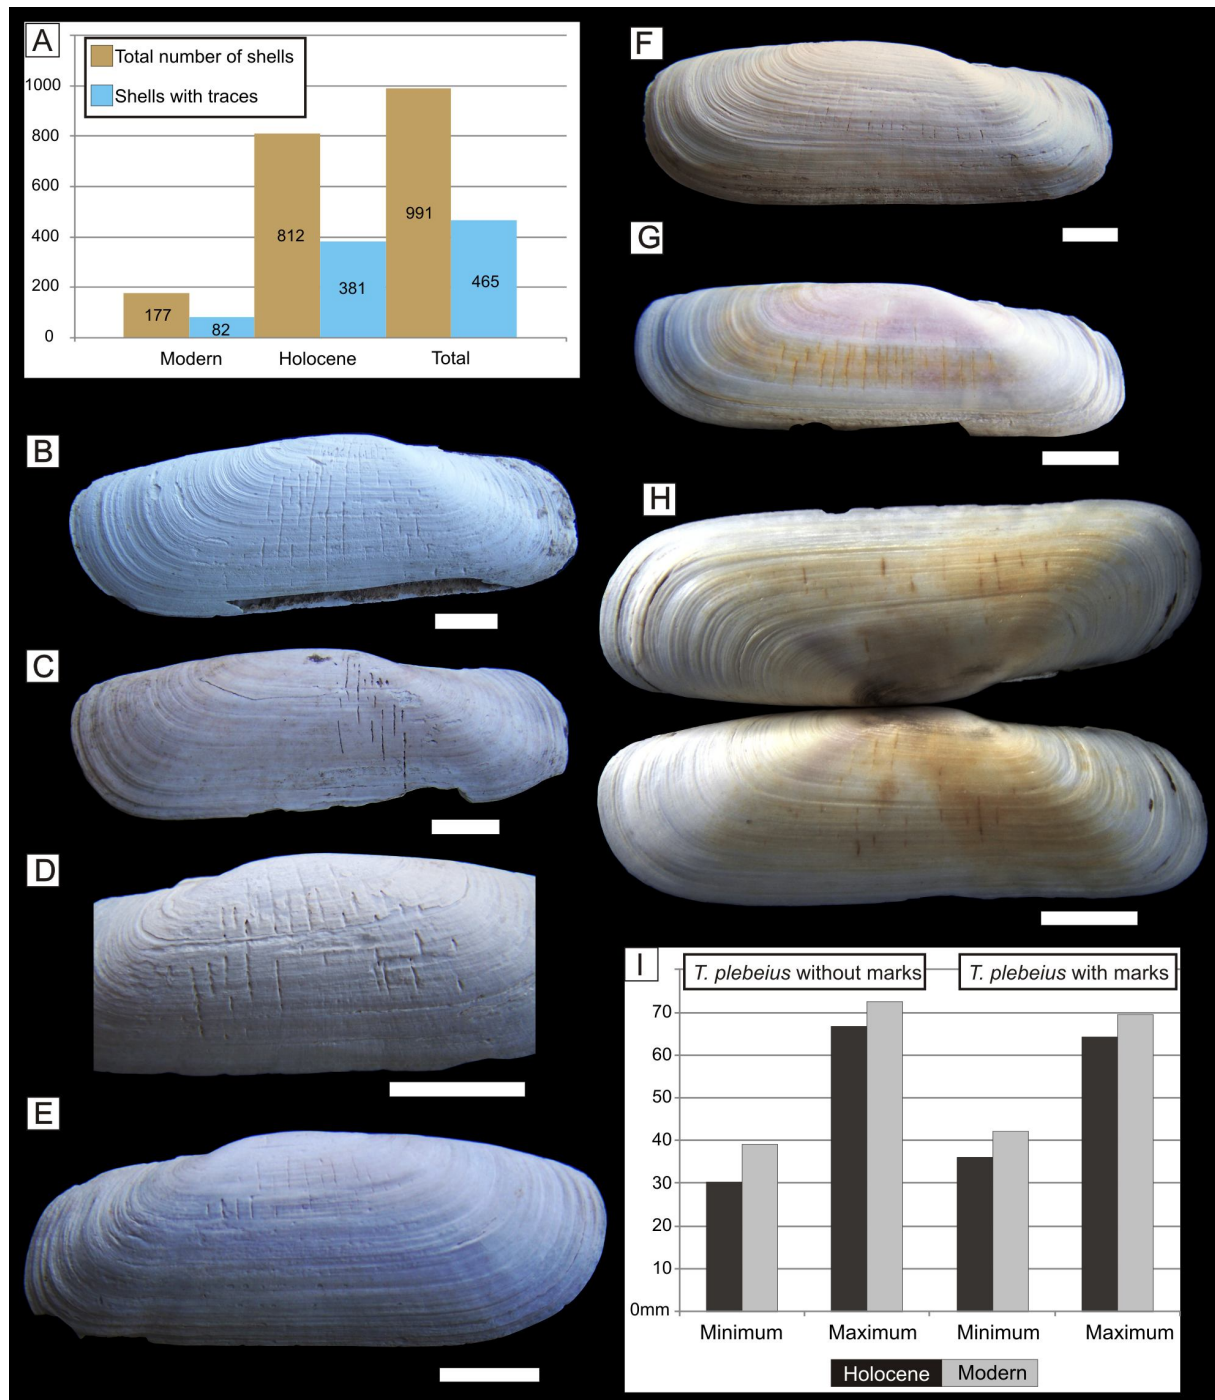 A
Total number of shells
Shells with traces
1000
800
600
400
200
0
177
82
812
381
991
465
Modern Holocene Total
B
C
D
E
F
G
H
I
T. plebeius without marks
T. plebeius with marks
70
60
50
40
30
20
10
0mm
Minimum Maximum Minimum Maximum
Holocene Modern